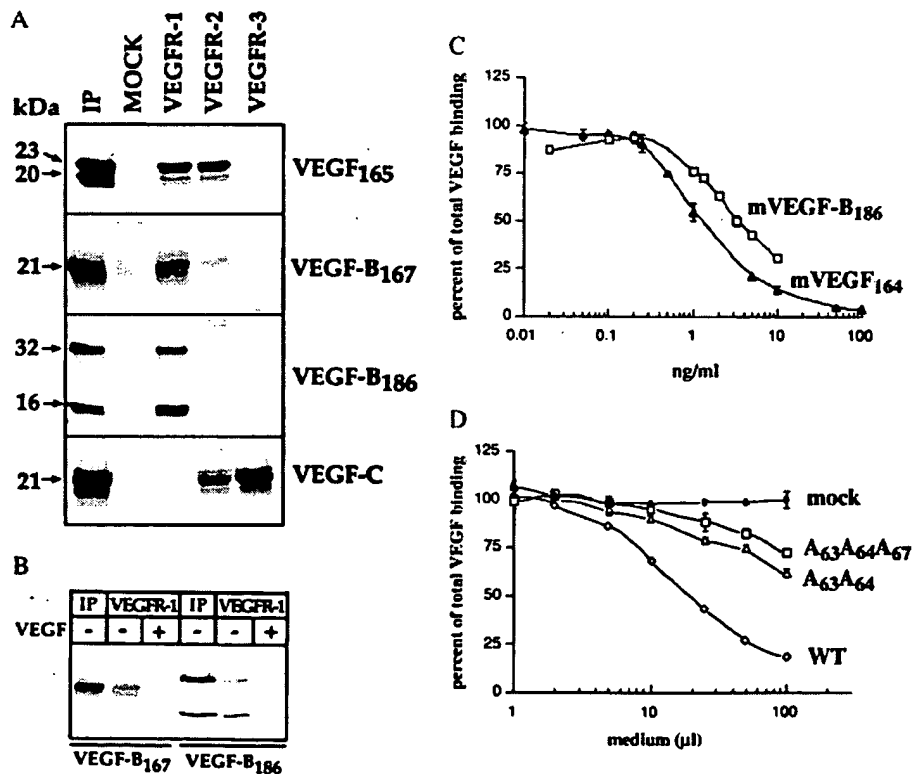 A
kDa
IP
MOCK
VEGFR-1
VEGFR-2
VEGFR-3
23
20
VEGF165
21
VEGF-B167
32
16
VEGF-B186
21
VEGF-C
B
IP VEGFR-1 IP VEGFR-1
VEGF - - + - - +
VEGF-B167 VEGF-B186
C
percent of total VEGF binding
125
100
75
50
25
0
mVEGF-B186
mVEGF164
0.01 0.1 1 10 100
ng/ml
D
percent of total VEGF binding
125
100
75
50
25
0
mock
A63A64A67
A63A64
WT
1 10 100
medium (µl)